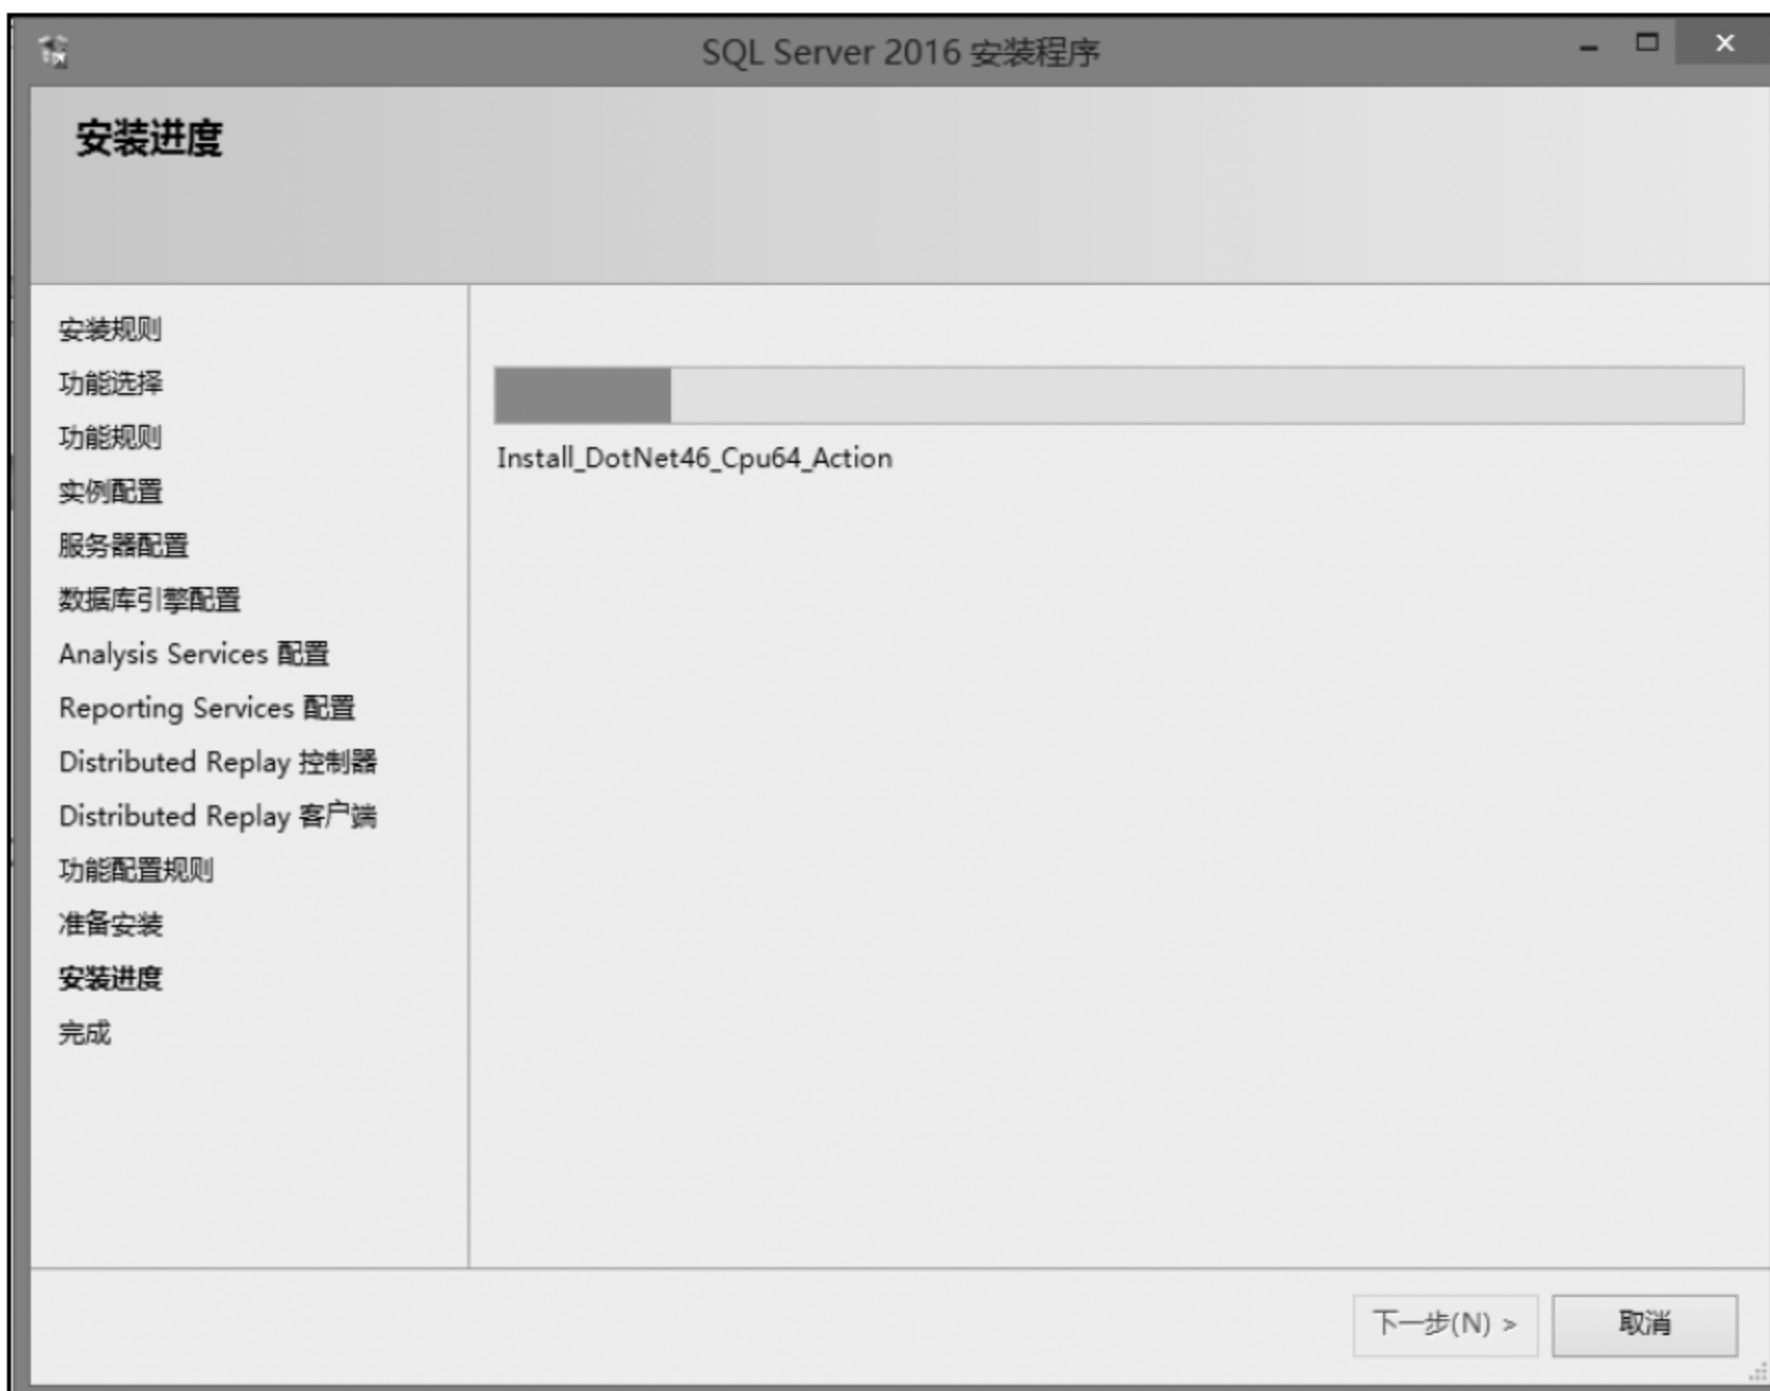 SQL Server 2016 安装程序
安装进度
安装规则
功能选择
功能规则
实例配置
服务器配置
数据库引擎配置
Analysis Services 配置
Reporting Services 配置
Distributed Replay 控制器
Distributed Replay 客户端
功能配置规则
准备安装
安装进度
完成
Install_DotNet46_Cpu64_Action
下一步(N) >
取消